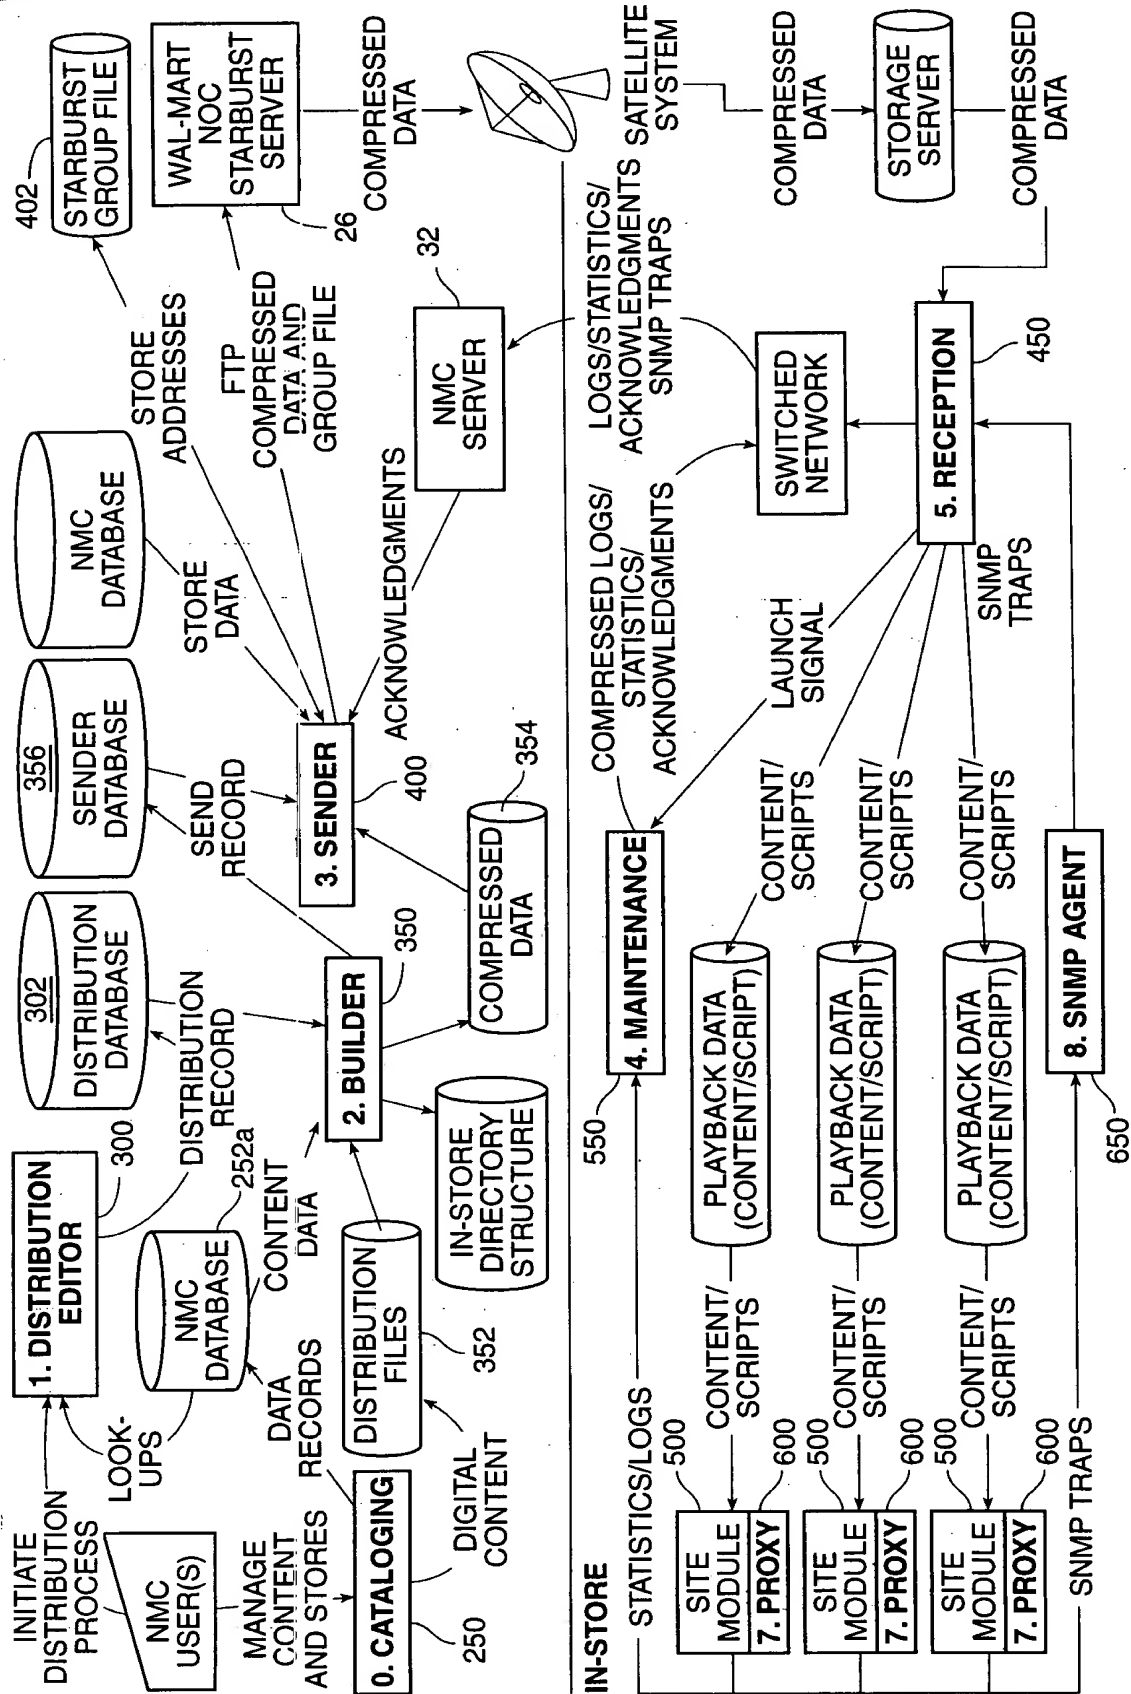 INITIATE
DISTRIBUTION
PROCESS
NMC
USER(S)
MANAGE
CONTENT
AND STORES
0. CATALOGING
250
LOOK-
UPS
1. DISTRIBUTION
EDITOR
300
NMC
DATABASE
252a
DATA
RECORDS
DIGITAL
CONTENT
DISTRIBUTION
FILES
352
CONTENT
DATA
DISTRIBUTION
RECORD
302
DISTRIBUTION
DATABASE
2. BUILDER
350
IN-STORE
DIRECTORY
STRUCTURE
COMPRESSED
DATA
354
SEND
RECORD
356
SENDER
DATABASE
3. SENDER
400
NMC
DATABASE
STORE
DATA
STORE
ADDRESSES
FTP
COMPRESSED
DATA AND
GROUP FILE
ACKNOWLEDGMENTS
NMC
SERVER
32
402
STARBURST
GROUP FILE
WAL-MART
NOC
STARBURST
SERVER
26
COMPRESSED
DATA
SATELLITE
SYSTEM
COMPRESSED
DATA
STORAGE
SERVER
COMPRESSED
DATA
IN-STORE
STATISTICS/LOGS
550
4. MAINTENANCE
COMPRESSED LOGS/
STATISTICS/
ACKNOWLEDGMENTS
LOGS/STATISTICS/
ACKNOWLEDGMENTS
SNMP TRAPS
SWITCHED
NETWORK
LAUNCH
SIGNAL
5. RECEPTION
450
SNMP
TRAPS
SITE
MODULE
7. PROXY
500
600
CONTENT/
SCRIPTS
PLAYBACK DATA
(CONTENT/SCRIPT)
CONTENT/
SCRIPTS
SITE
MODULE
7. PROXY
500
600
CONTENT/
SCRIPTS
PLAYBACK DATA
(CONTENT/SCRIPT)
CONTENT/
SCRIPTS
SITE
MODULE
7. PROXY
500
600
CONTENT/
SCRIPTS
PLAYBACK DATA
(CONTENT/SCRIPT)
CONTENT/
SCRIPTS
SNMP TRAPS
8. SNMP AGENT
650